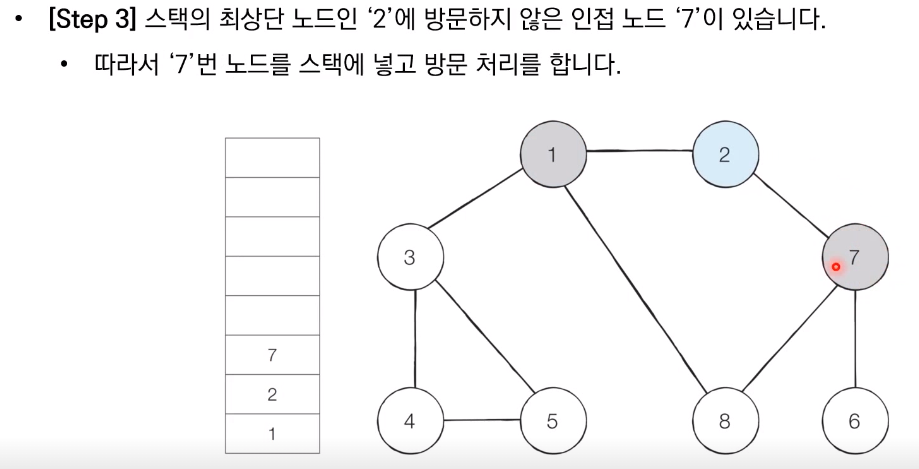 • [Step 3] 스택의 최상단 노드인 ‘2’에 방문하지 않은 인접 노드 ‘7’이 있습니다.
• 따라서 ‘7’번 노드를 스택에 넣고 방문 처리를 합니다.
1 2
3 7
7
2
1
4 5 8 6